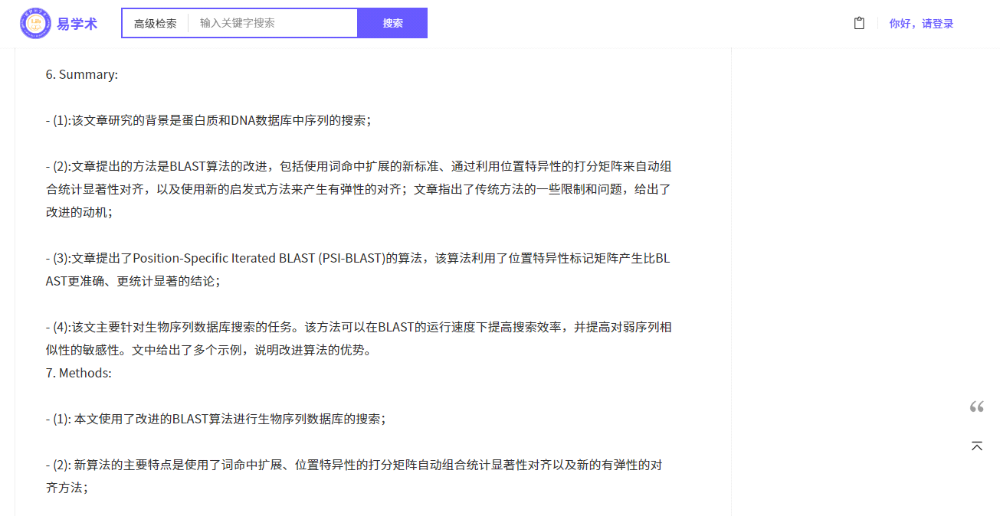 易学术
高级检索
输入关键字搜索
搜索
你好，请登录
6. Summary:
- (1):该文章研究的背景是蛋白质和DNA数据库中序列的搜索；
- (2):文章提出的方法是BLAST算法的改进，包括使用词命中扩展的新标准、通过利用位置特异性的打分矩阵来自动组
合统计显著性对齐，以及使用新的启发式方法来产生有弹性的对齐；文章指出了传统方法的一些限制和问题，给出了
改进的动机；
- (3):文章提出了Position-Specific Iterated BLAST (PSI-BLAST)的算法，该算法利用了位置特异性标记矩阵产生比BL
AST更准确、更统计显著的结论；
- (4):该文主要针对生物序列数据库搜索的任务。该方法可以在BLAST的运行速度下提高搜索效率，并提高对弱序列相
似性的敏感性。文中给出了多个示例，说明改进算法的优势。
7. Methods:
- (1): 本文使用了改进的BLAST算法进行生物序列数据库的搜索；
- (2): 新算法的主要特点是使用了词命中扩展、位置特异性的打分矩阵自动组合统计显著性对齐以及新的有弹性的对
齐方法；